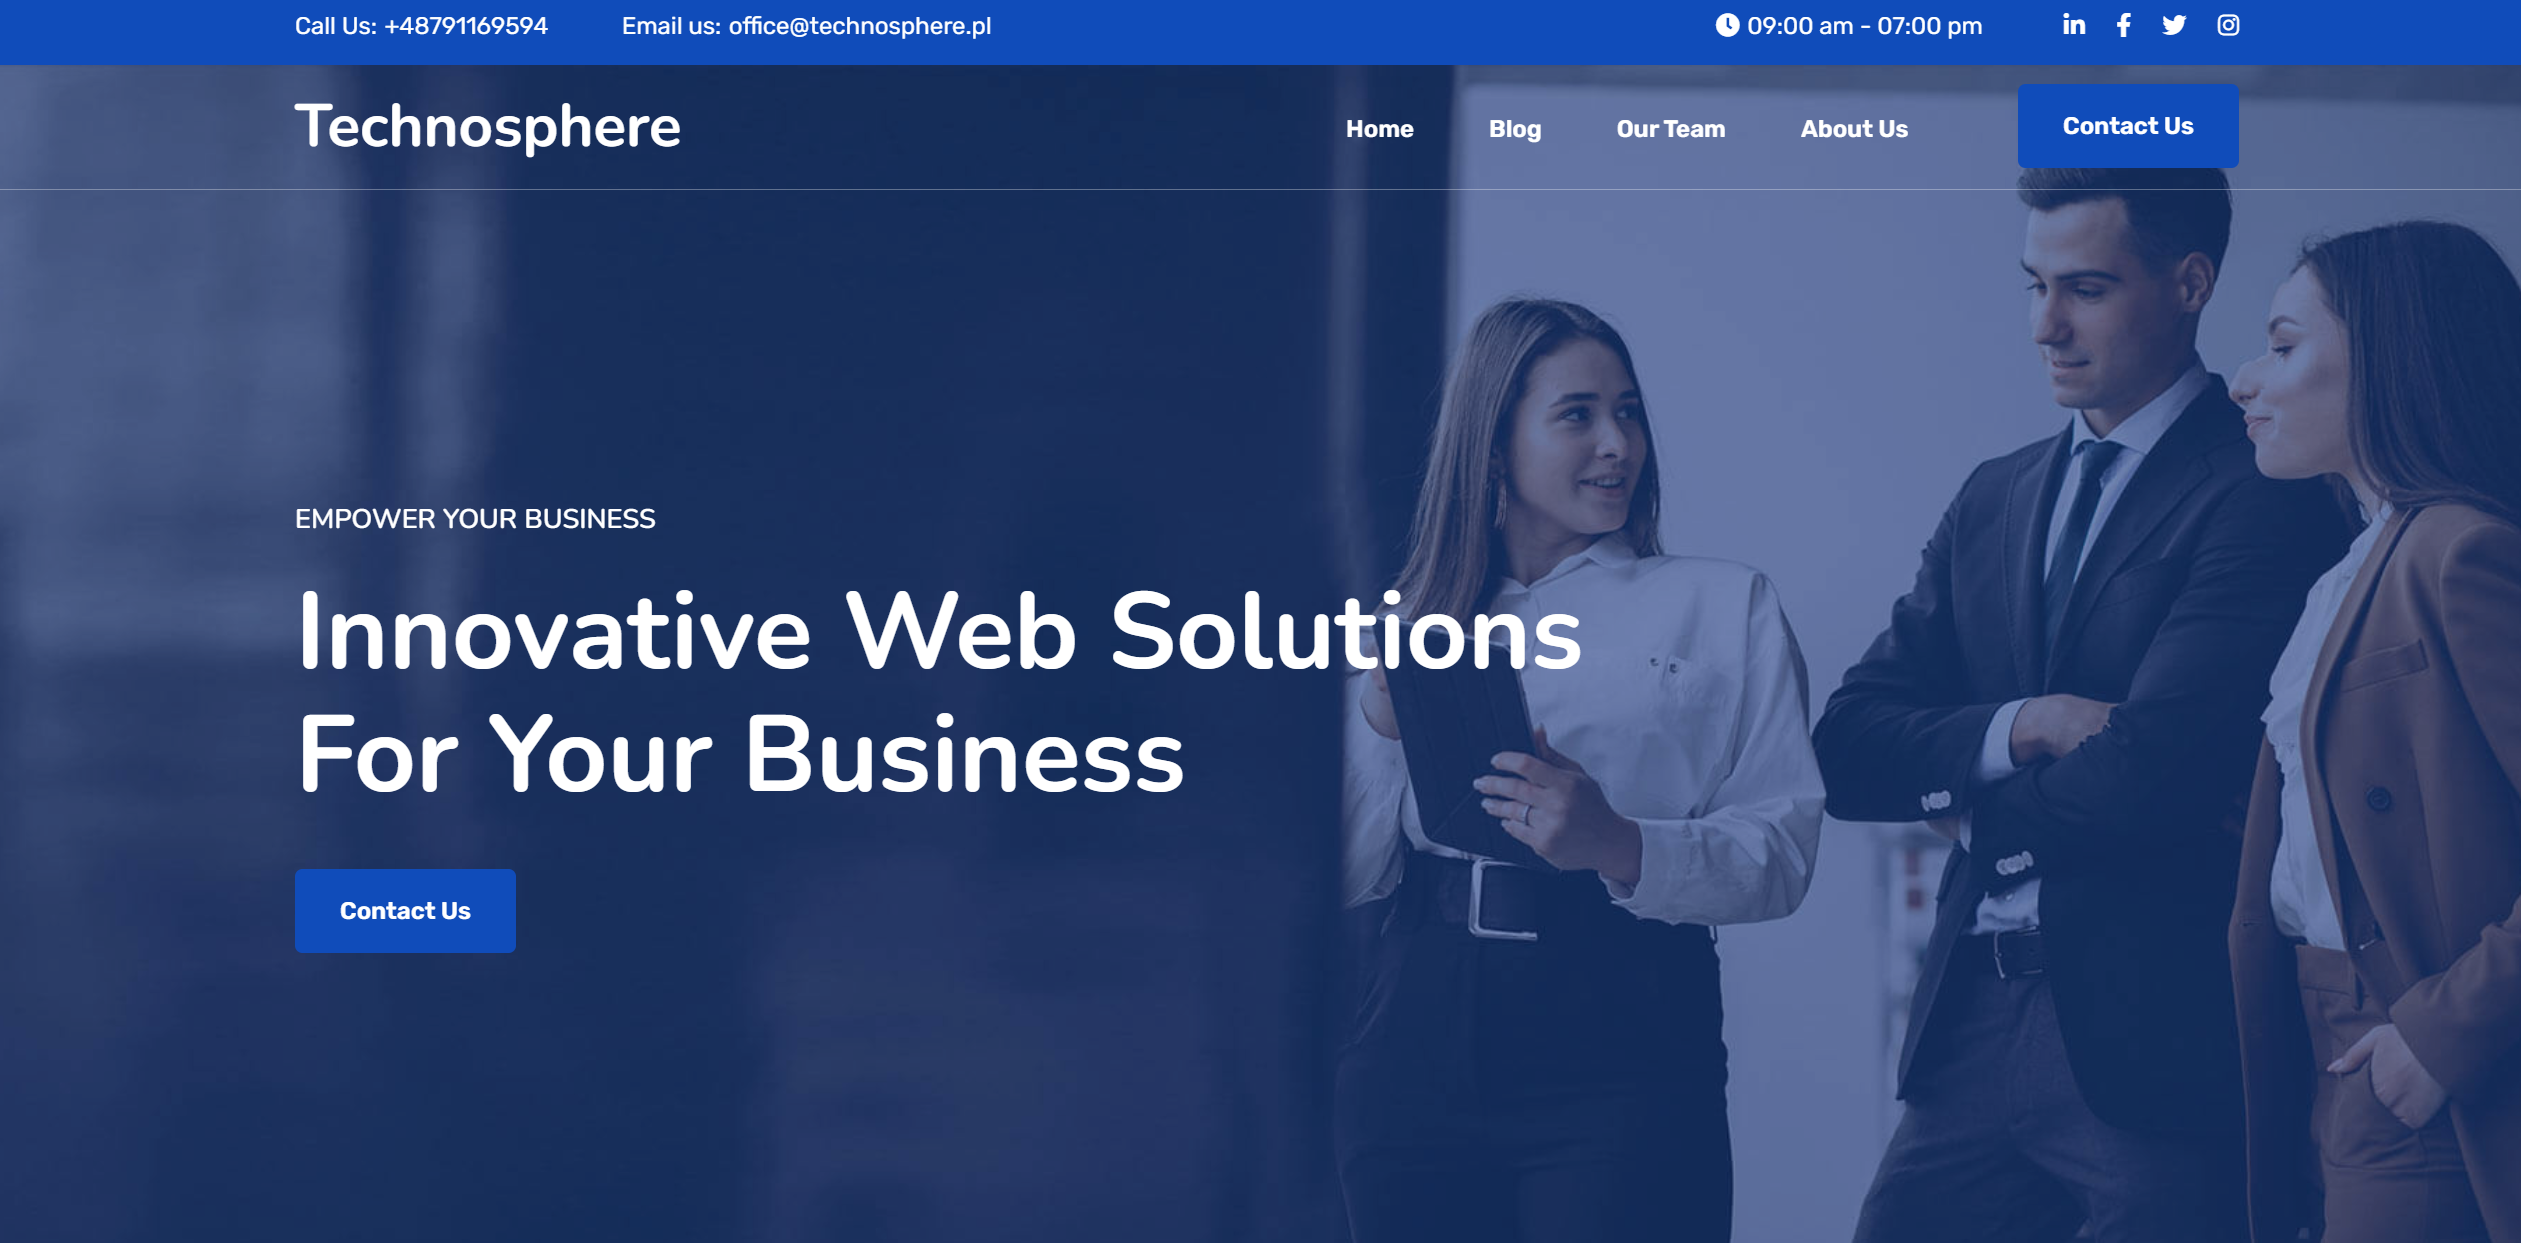 Call Us: +48791169594 Email us: office@technosphere.pl 09:00 am - 07:00 pm
Technosphere Home Blog Our Team About Us Contact Us
EMPOWER YOUR BUSINESS
Innovative Web Solutions
For Your Business
Contact Us